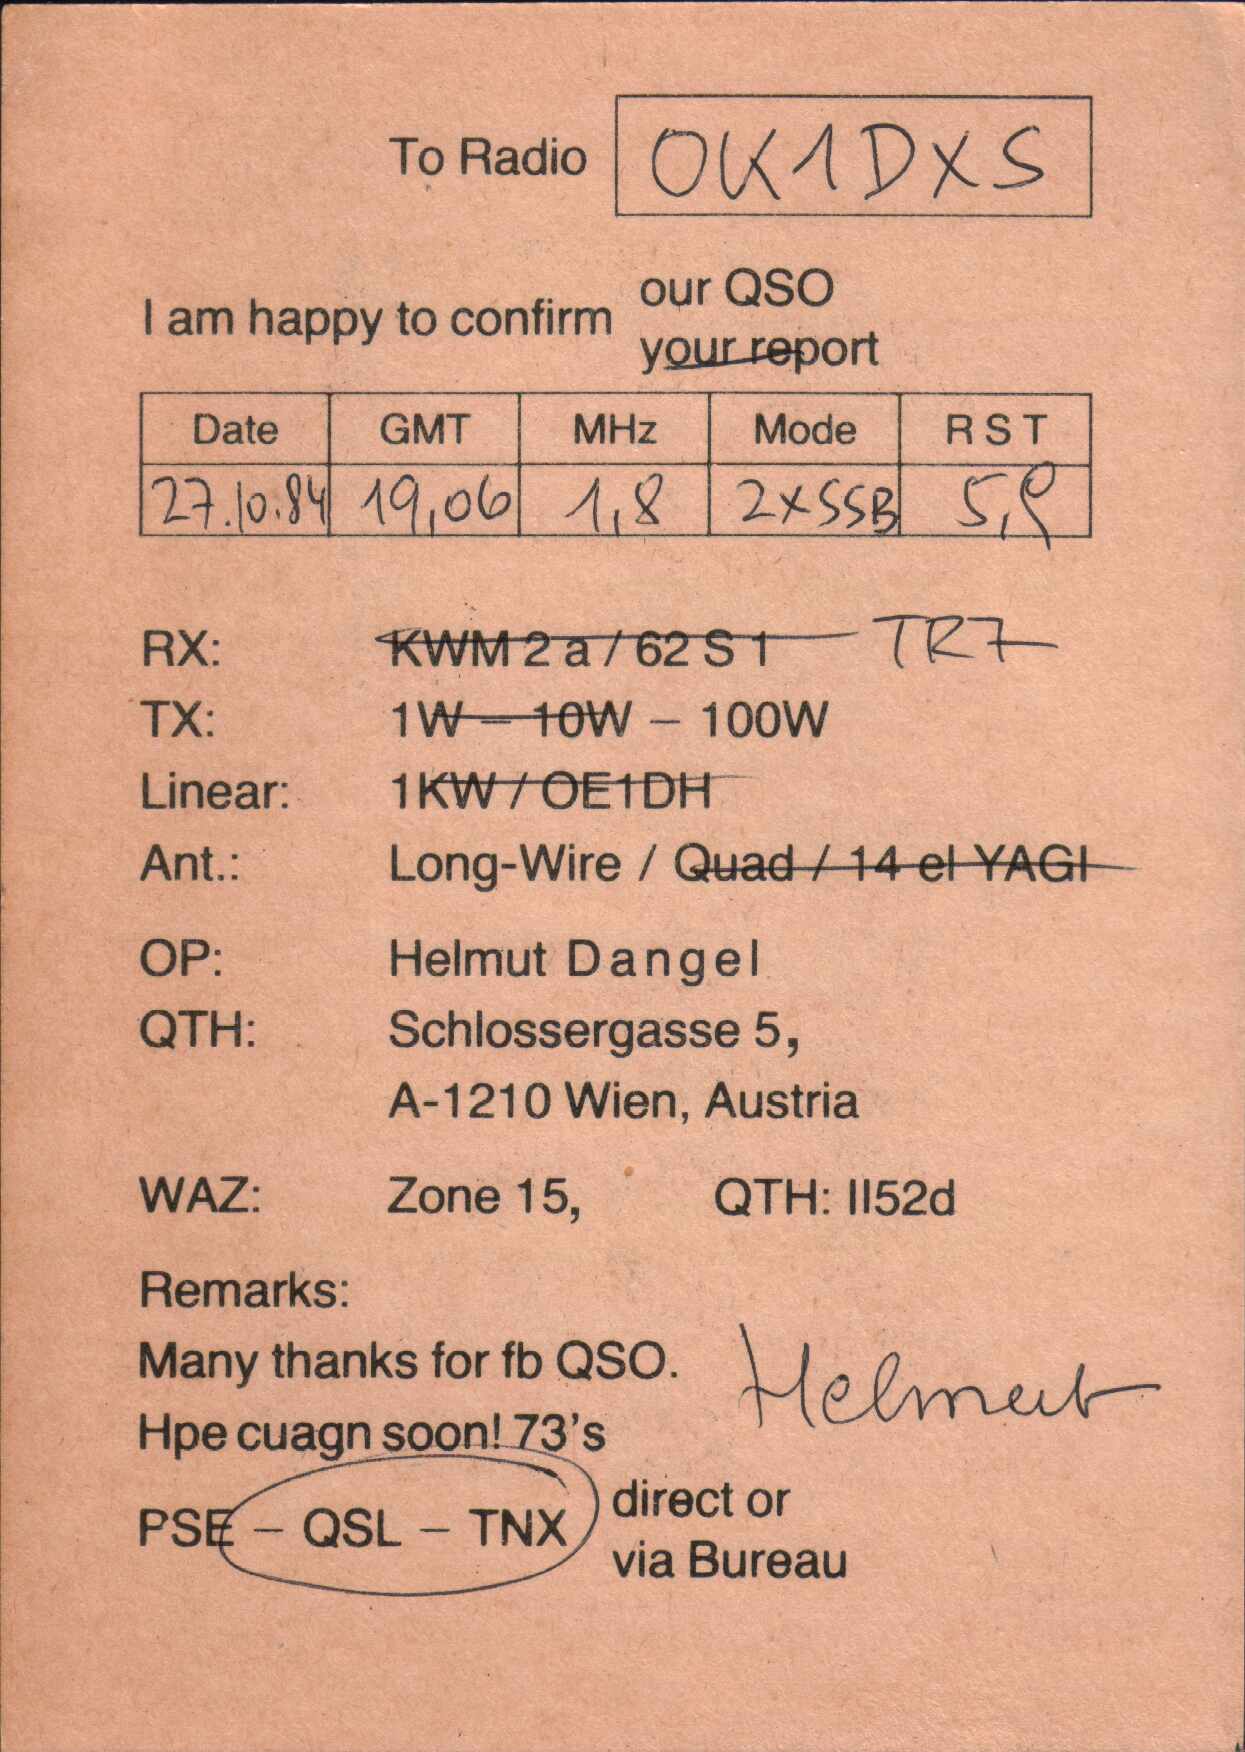 To Radio OK1DXS
I am happy to confirm our QSO
your report
Date GMT MHz Mode RST
27.10.84 19,06 1,8 2xSSB 5,9
RX: KWM 2 a / 62 S 1 TR7
TX: 1W – 10W – 100W
Linear: 1KW / OE1DH
Ant.: Long-Wire / Quad / 14 el YAGI
OP: Helmut Dangel
QTH: Schlossergasse 5,
A-1210 Wien, Austria
WAZ: Zone 15, QTH: II52d
Remarks:
Many thanks for fb QSO.
Hpe cuagn soon! 73's
Helmut
PSE – QSL – TNX direct or
via Bureau